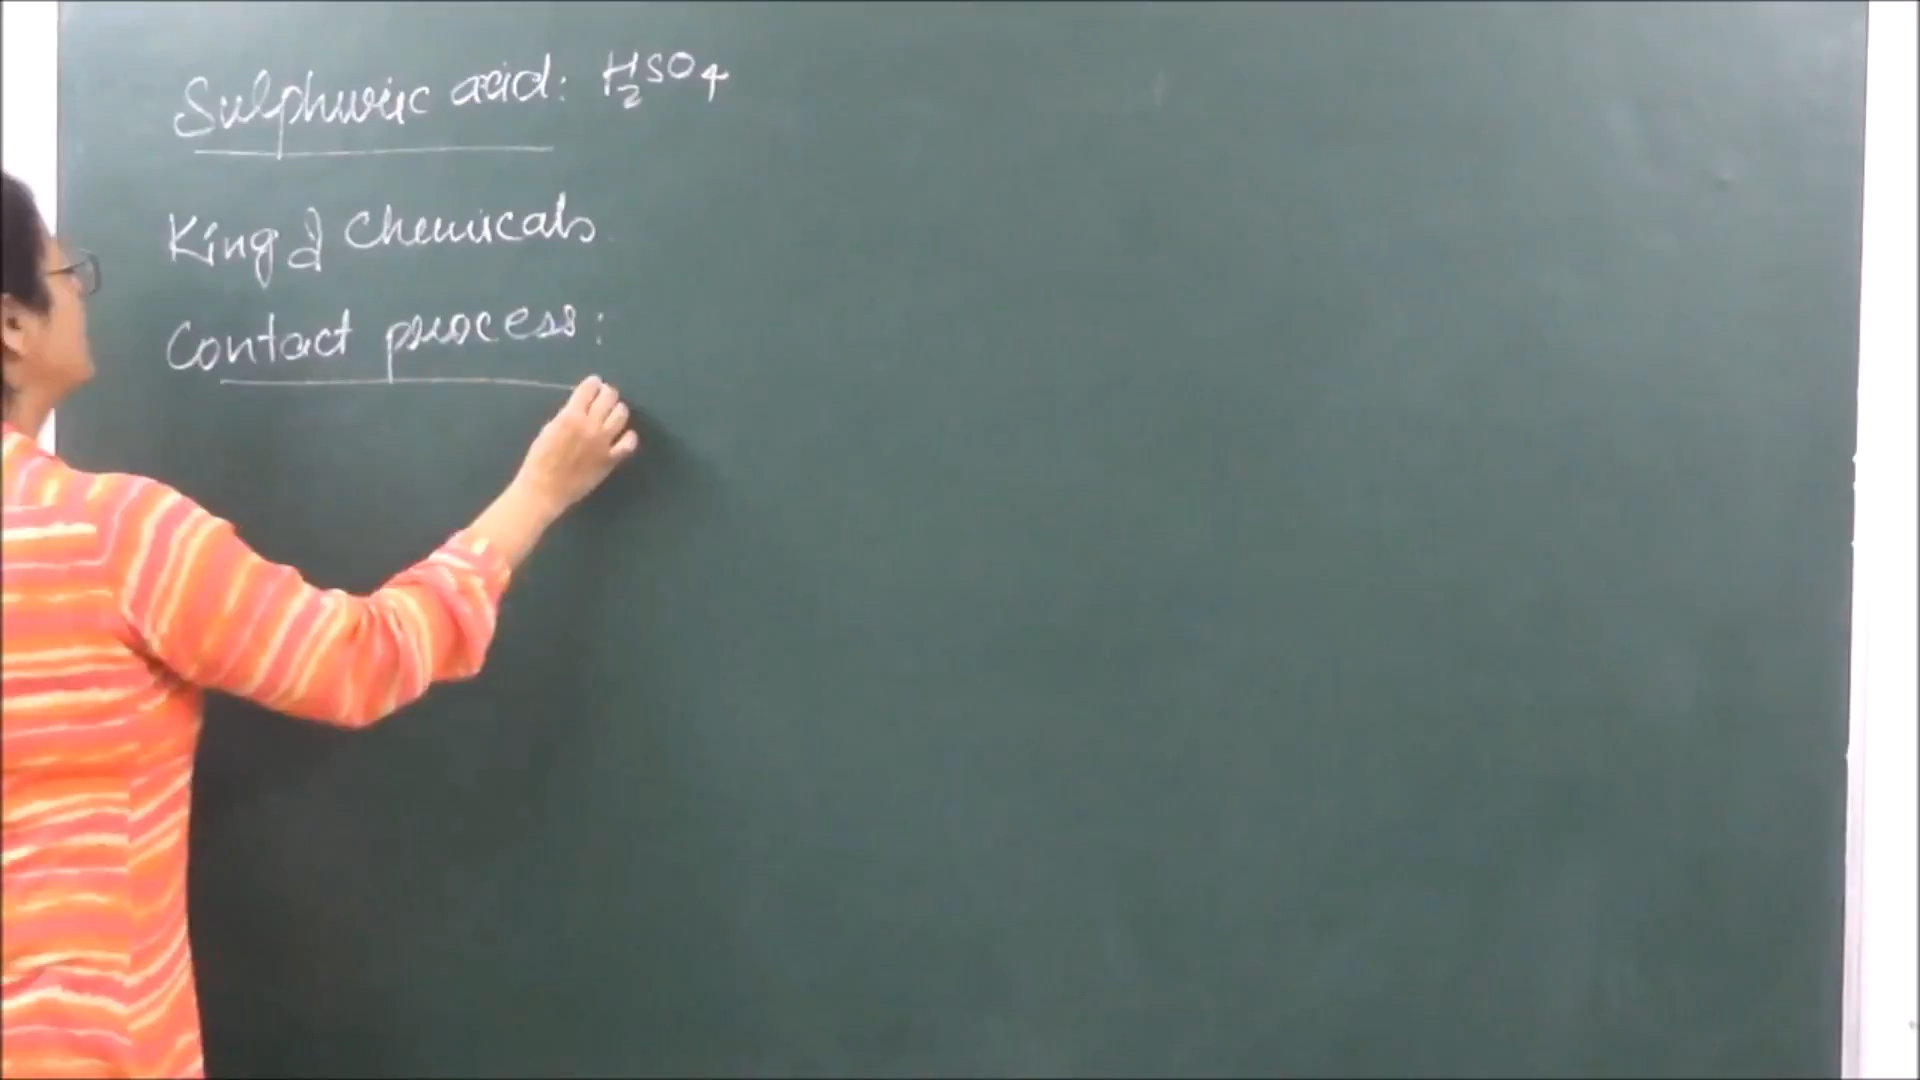 Sulphuric acid: H₂SO₄
King of Chemicals
Contact process: